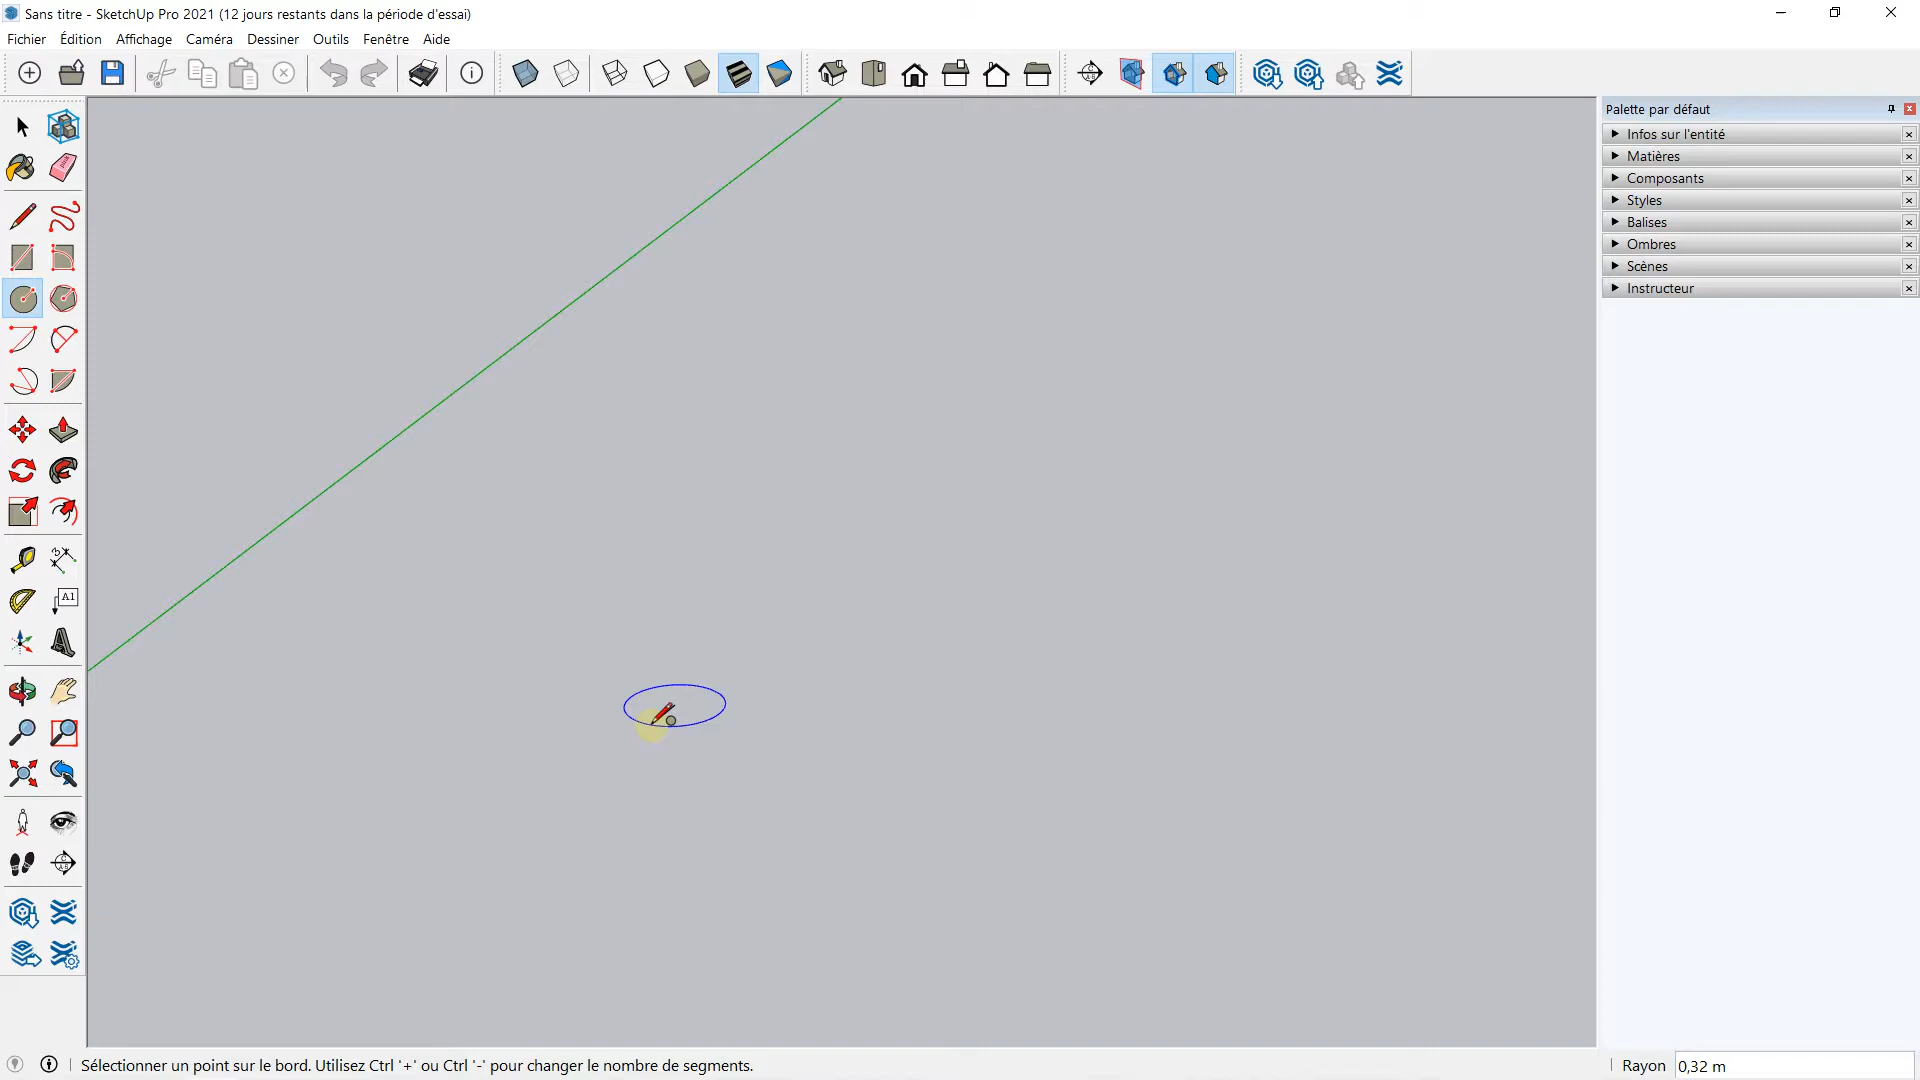 Sans titre - SketchUp Pro 2021 (12 jours restants dans la période d'essai)
Fichier Édition Affichage Caméra Dessiner Outils Fenêtre Aide
Palette par défaut
Infos sur l'entité
Matières
Composants
Styles
Balises
Ombres
Scènes
Instructeur
A1
Sélectionner un point sur le bord. Utilisez Ctrl '+' ou Ctrl '-' pour changer le nombre de segments.
Rayon 0,32 m